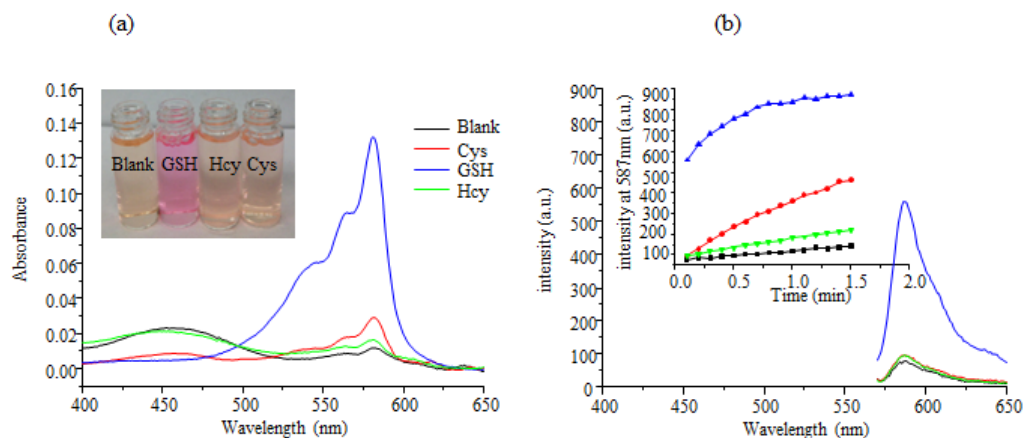 (a)
0.16
0.14
0.12
0.10
0.08
0.06
0.04
0.02
0.00
Absorbance
400 450 500 550 600 650
Wavelength (nm)
Blank GSH Hcy Cys
Blank
Cys
GSH
Hcy
(b)
900
800
700
600
500
400
300
200
100
0
intensity (a.u.)
400 450 500 550 600 650
Wavelength (nm)
900
800
700
600
500
400
300
200
100
intensity at 587nm (a.u.)
0.0 0.5 1.0 1.5 2.0
Time (min)